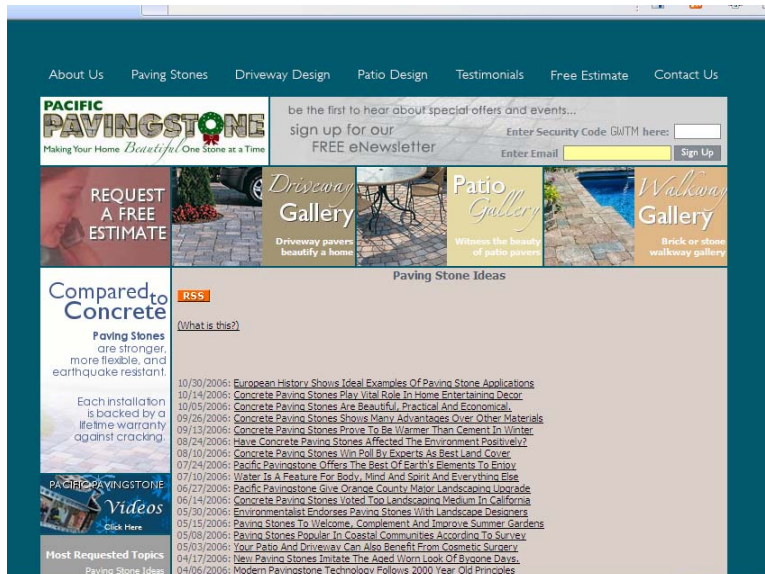 About Us Paving Stones Driveway Design Patio Design Testimonials Free Estimate Contact Us
PACIFIC
PAVINGSTONE
Making Your Home Beautiful One Stone at a Time
be the first to hear about special offers and events...
sign up for our
FREE eNewsletter
Enter Security Code GWTM here:
Enter Email
Sign Up
REQUEST
A FREE
ESTIMATE
Driveway
Gallery
Driveway pavers
beautify a home
Patio
Gallery
Witness the beauty
of patio pavers
Walkway
Gallery
Brick or stone
walkway gallery
Compared to
Concrete
Paving Stones
are stronger,
more flexible, and
earthquake resistant.
Each installation
is backed by a
lifetime warranty
against cracking.
PACIFIC PAVINGSTONE
Videos
Click Here
Most Requested Topics
Paving Stone Ideas
Paving Stone Ideas
RSS
(What is this?)
10/30/2006: European History Shows Ideal Examples Of Paving Stone Applications
10/14/2006: Concrete Paving Stones Play Vital Role In Home Entertaining Decor
10/05/2006: Concrete Paving Stones Are Beautiful, Practical And Economical.
09/26/2006: Concrete Paving Stones Shows Many Advantages Over Other Materials
09/13/2006: Concrete Paving Stones Prove To Be Warmer Than Cement In Winter
08/24/2006: Have Concrete Paving Stones Affected The Environment Positively?
08/10/2006: Concrete Paving Stones Win Poll By Experts As Best Land Cover
07/24/2006: Pacific Pavingstone Offers The Best Of Earth's Elements To Enjoy
07/10/2006: Water Is A Feature For Body, Mind And Spirit And Everything Else
06/27/2006: Pacific Pavingstone Give Orange County Major Landscaping Upgrade
06/14/2006: Concrete Paving Stones Voted Top Landscaping Medium In California
05/30/2006: Environmentalist Endorses Paving Stones With Landscape Designers
05/15/2006: Paving Stones To Welcome, Complement And Improve Summer Gardens
05/08/2006: Paving Stones Popular In Coastal Communities According To Survey
05/03/2006: Your Patio And Driveway Can Also Benefit From Cosmetic Surgery
04/17/2006: New Paving Stones Imitate The Aged Worn Look Of Bygone Days.
04/06/2006: Modern Pavingstone Technology Follows 2000 Year Old Principles